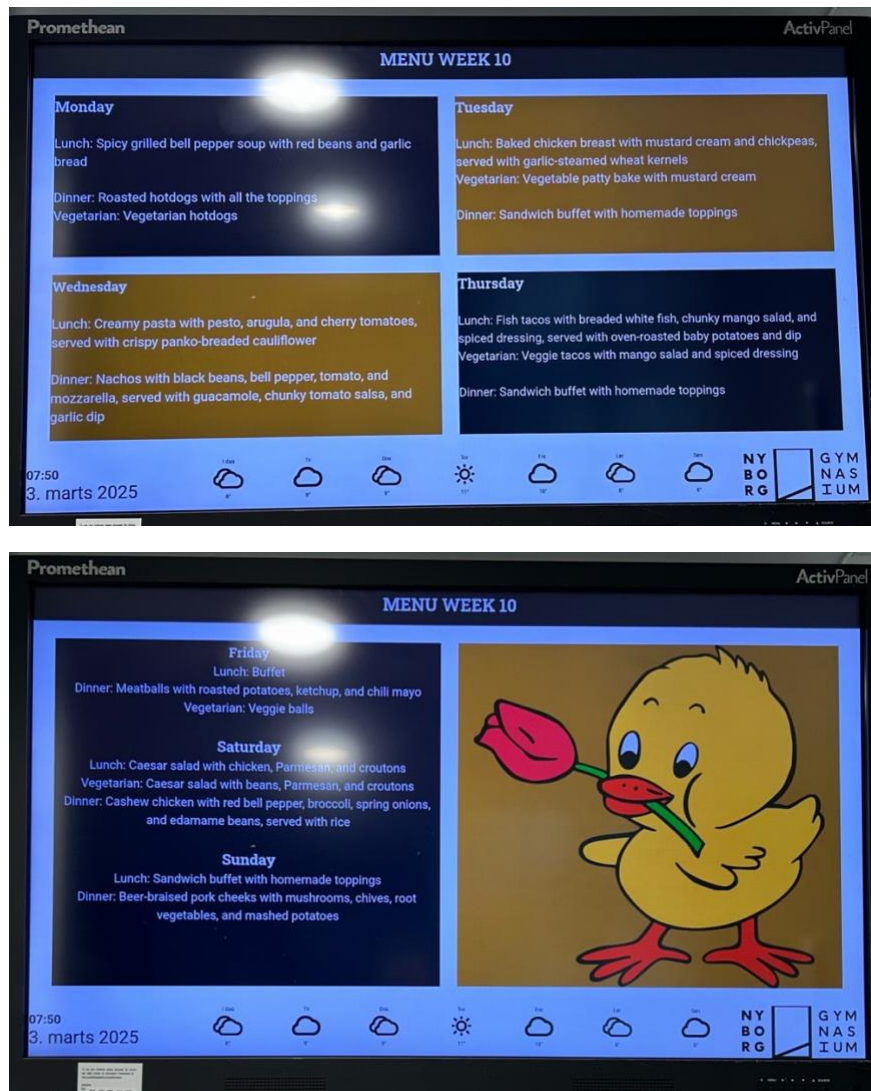 Promethean
ActivPanel
MENU WEEK 10
Monday
Lunch: Spicy grilled bell pepper soup with red beans and garlic
bread
Dinner: Roasted hotdogs with all the toppings
Vegetarian: Vegetarian hotdogs
Tuesday
Lunch: Baked chicken breast with mustard cream and chickpeas,
served with garlic-steamed wheat kernels
Vegetarian: Vegetable patty bake with mustard cream
Dinner: Sandwich buffet with homemade toppings
Wednesday
Lunch: Creamy pasta with pesto, arugula, and cherry tomatoes,
served with crispy panko-breaded cauliflower
Dinner: Nachos with black beans, bell pepper, tomato, and
mozzarella, served with guacamole, chunky tomato salsa, and
garlic dip
Thursday
Lunch: Fish tacos with breaded white fish, chunky mango salad, and
spiced dressing, served with oven-roasted baby potatoes and dip
Vegetarian: Veggie tacos with mango salad and spiced dressing
Dinner: Sandwich buffet with homemade toppings
07:50
3. marts 2025
NY
BO
RG
GYM
NAS
IUM
Promethean
ActivPanel
MENU WEEK 10
Friday
Lunch: Buffet
Dinner: Meatballs with roasted potatoes, ketchup, and chili mayo
Vegetarian: Veggie balls
Saturday
Lunch: Caesar salad with chicken, Parmesan, and croutons
Vegetarian: Caesar salad with beans, Parmesan, and croutons
Dinner: Cashew chicken with red bell pepper, broccoli, spring onions,
and edamame beans, served with rice
Sunday
Lunch: Sandwich buffet with homemade toppings
Dinner: Beer-braised pork cheeks with mushrooms, chives, root
vegetables, and mashed potatoes
07:50
3. marts 2025
NY
BO
RG
GYM
NAS
IUM